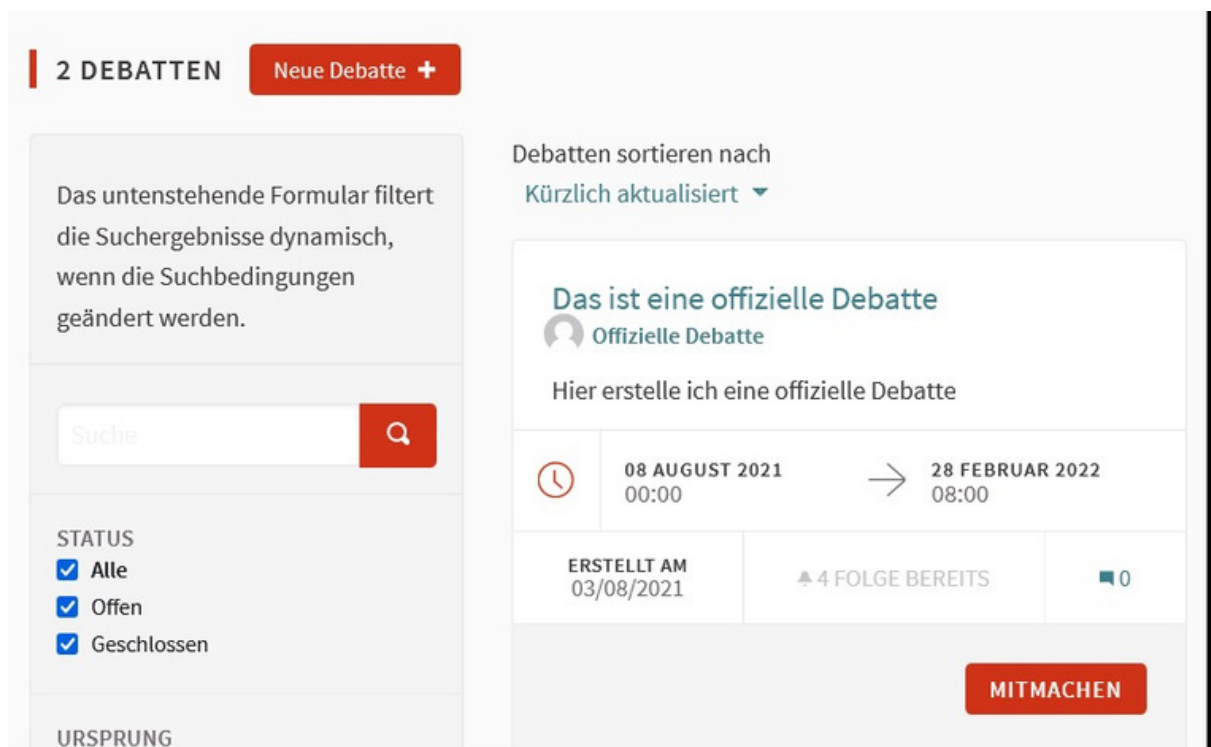 2 DEBATTEN
Neue Debatte +
Das untenstehende Formular filtert
die Suchergebnisse dynamisch,
wenn die Suchbedingungen
geändert werden.
Suche
STATUS
Alle
Offen
Geschlossen
URSPRUNG
Debatten sortieren nach
Kürzlich aktualisiert
Das ist eine offizielle Debatte
Offizielle Debatte
Hier erstelle ich eine offizielle Debatte
08 AUGUST 2021
00:00
28 FEBRUAR 2022
08:00
ERSTELLT AM
03/08/2021
4 FOLGE BEREITS
0
MITMACHEN